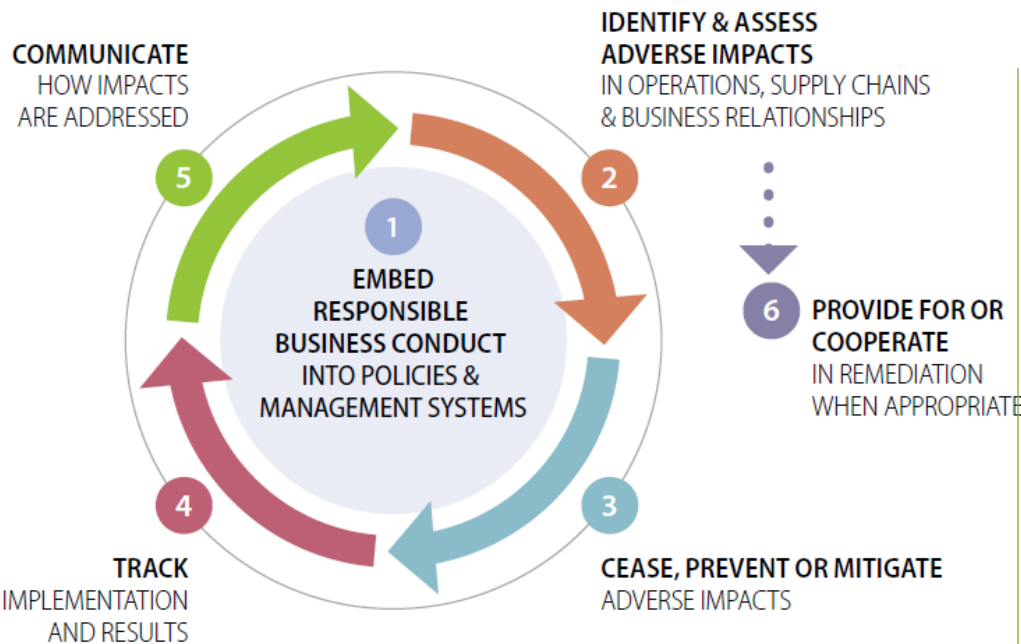 COMMUNICATE
HOW IMPACTS
ARE ADDRESSED
5
IDENTIFY & ASSESS
ADVERSE IMPACTS
IN OPERATIONS, SUPPLY CHAINS
& BUSINESS RELATIONSHIPS
2
1
EMBED
RESPONSIBLE
BUSINESS CONDUCT
INTO POLICIES &
MANAGEMENT SYSTEMS
6
PROVIDE FOR OR
COOPERATE
IN REMEDIATION
WHEN APPROPRIATE
4
TRACK
IMPLEMENTATION
AND RESULTS
3
CEASE, PREVENT OR MITIGATE
ADVERSE IMPACTS